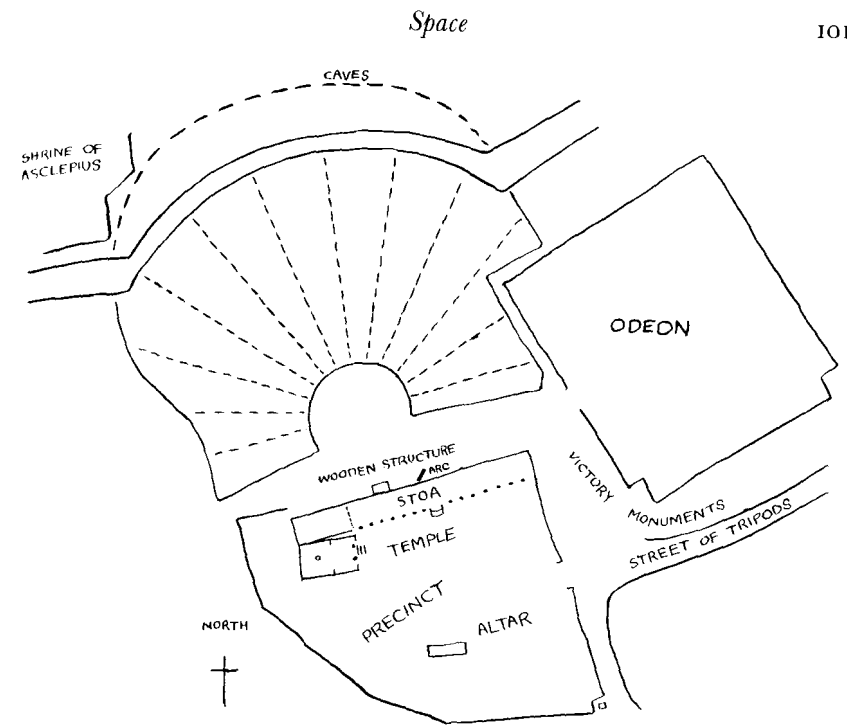 Space
101
CAVES
SHRINE OF
ASCLEPIUS
ODEON
WOODEN STRUCTURE
ARC
STOA
TEMPLE
VICTORY
MONUMENTS
STREET OF TRIPODS
PRECINCT
ALTAR
NORTH